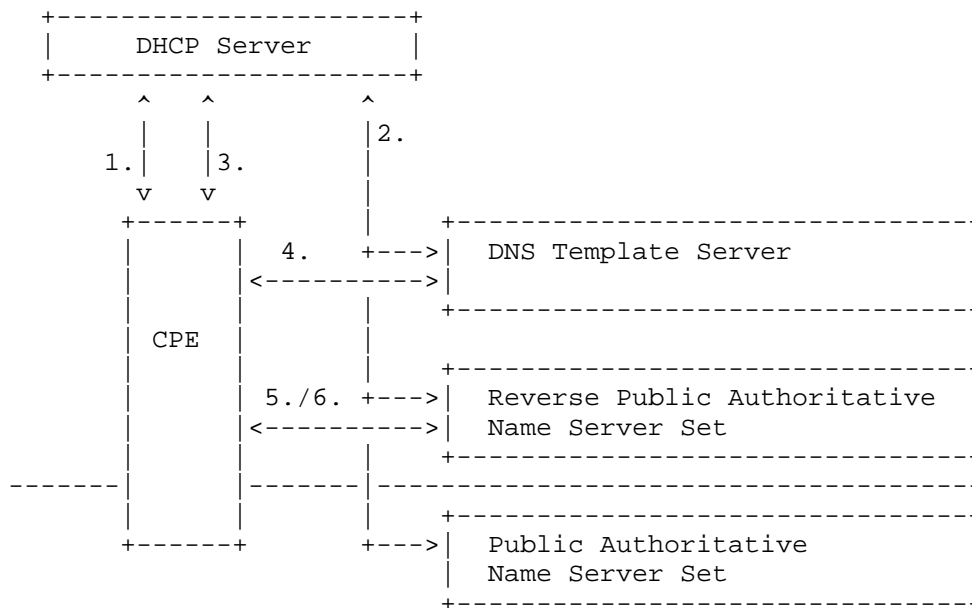 DHCP Server
2.
1. 3.
4. DNS Template Server
CPE
5./6. Reverse Public Authoritative
Name Server Set
Public Authoritative
Name Server Set